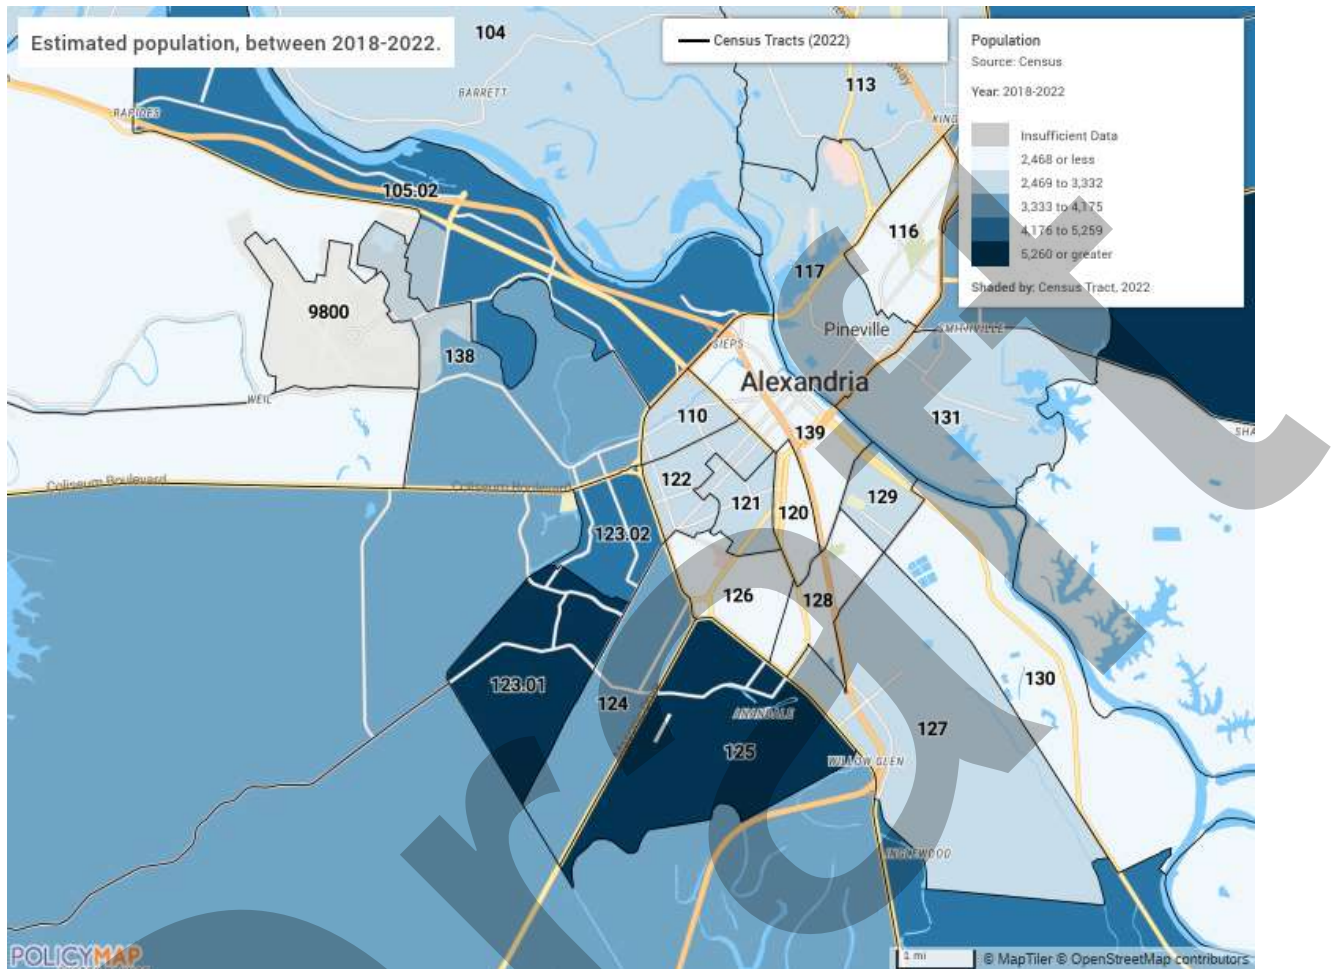 Estimated population, between 2018-2022.
Census Tracts (2022)
Population
Source: Census
Year: 2018-2022
Insufficient Data
2,468 or less
2,469 to 3,332
3,333 to 4,175
4,176 to 5,259
5,260 or greater
Shaded by: Census Tract, 2022
104
BARRETT
113
RAPIDES
105.02
116
117
9800
Pineville
SIEPS
138
Alexandria
WEIL
110
139
131
Coliseum Boulevard
Coliseum Boulevard
122
121
120
129
123.02
126
128
123.01
124
130
ANANDALE
127
125
WILLOW GLEN
INGLEWOOD
POLICYMAP
1 mi
© MapTiler © OpenStreetMap contributors
Draft